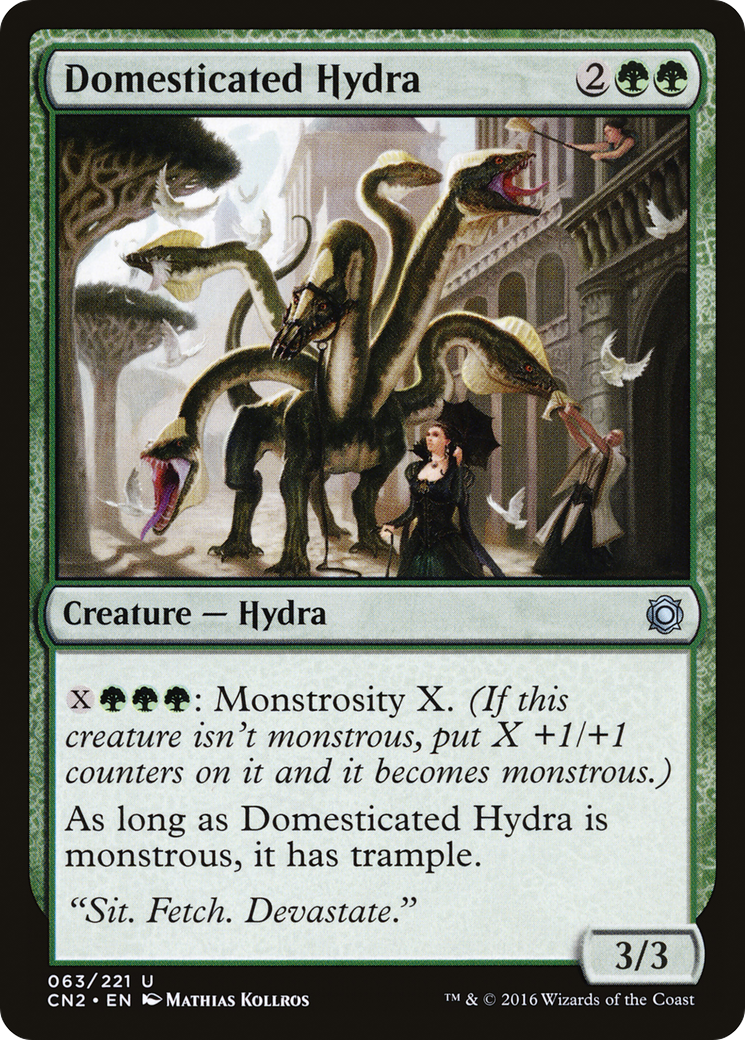 Domesticated Hydra 2
Creature — Hydra
X: Monstrosity X. (If this
creature isn't monstrous, put X +1/+1
counters on it and it becomes monstrous.)
As long as Domesticated Hydra is
monstrous, it has trample.
“Sit. Fetch. Devastate.”
3/3
063/221 U
CN2 • EN Mathias Kollros
™ & © 2016 Wizards of the Coast